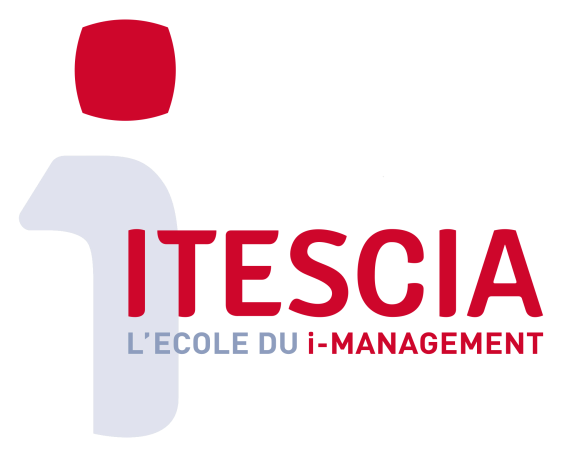 ITESCIA
L'ECOLE DU i-MANAGEMENT